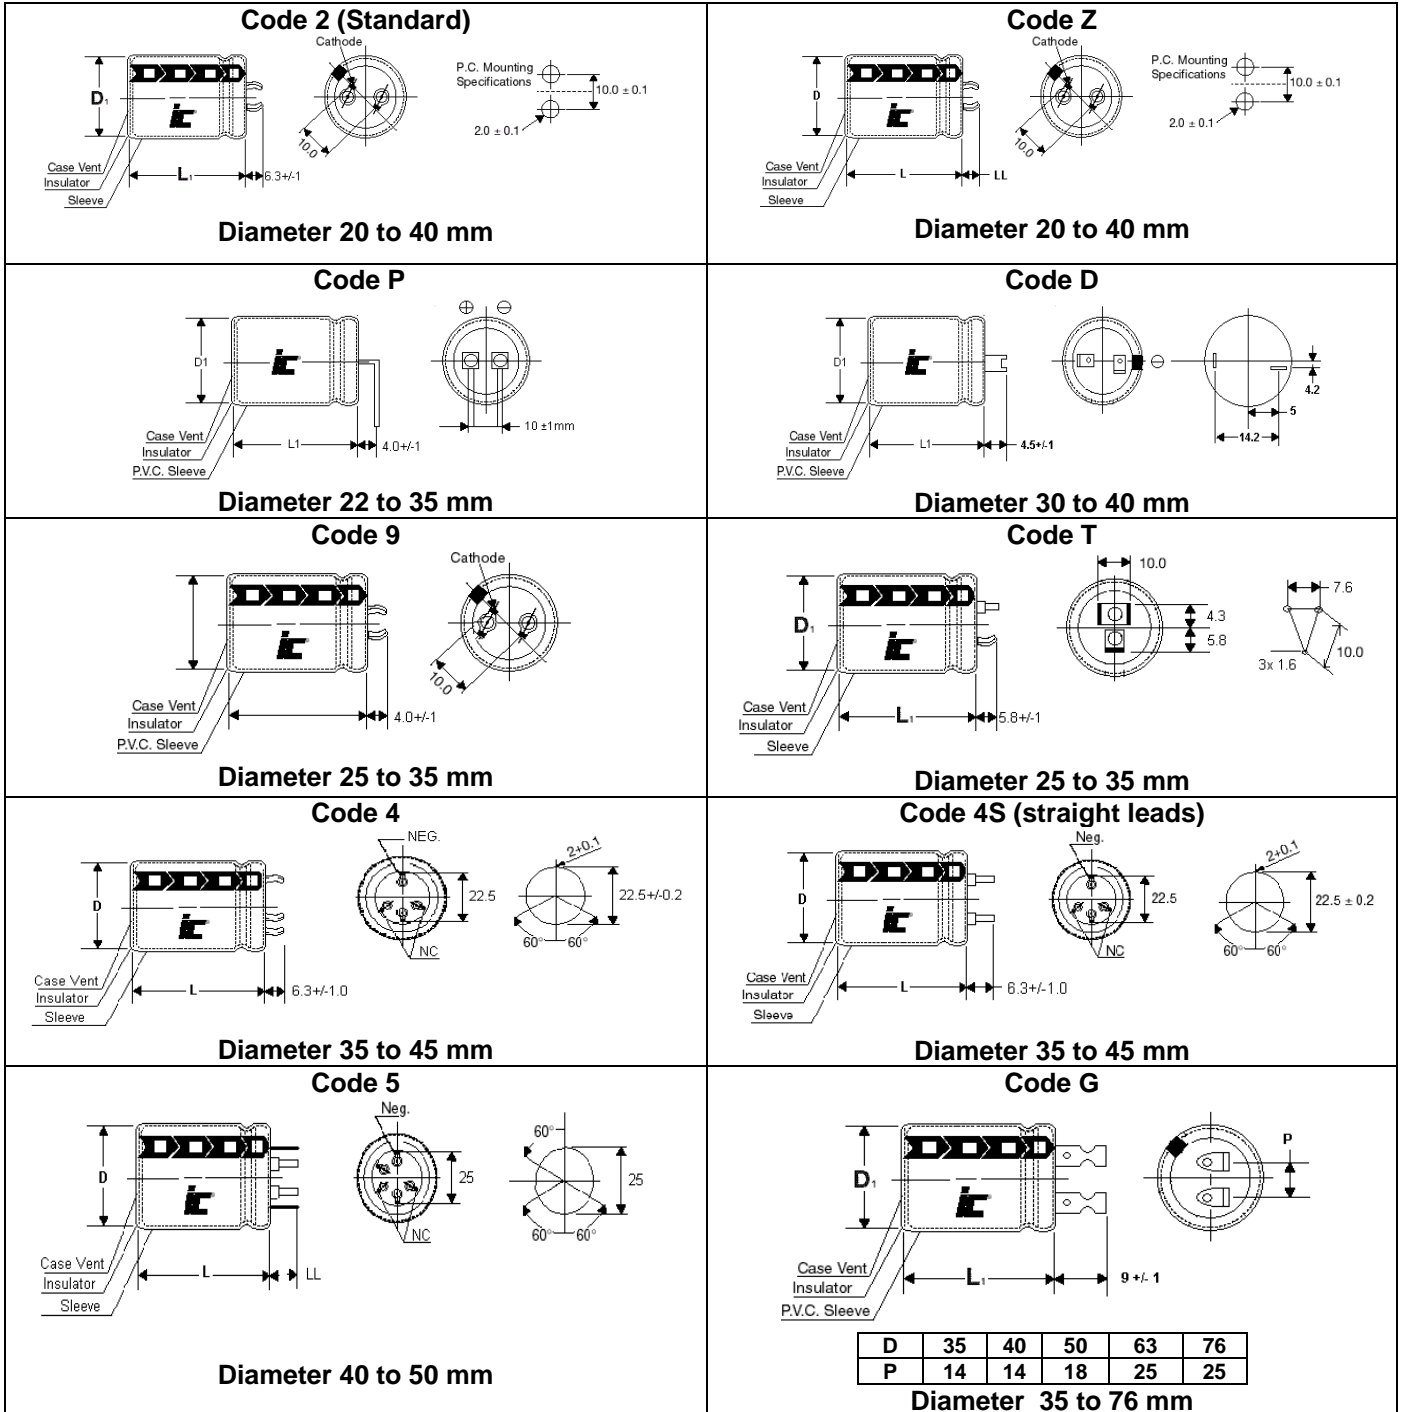 Code 2 (Standard)
Cathode
P.C. Mounting
Specifications
10.0 ± 0.1
2.0 ± 0.1
D₁
ic
10.0
Case Vent
Insulator
Sleeve
L₁
6.3+/-1
Diameter 20 to 40 mm
Code Z
Cathode
P.C. Mounting
Specifications
10.0 ± 0.1
2.0 ± 0.1
D
ic
10.0
Case Vent
Insulator
Sleeve
L
LL
Diameter 20 to 40 mm
Code P
D1
ic
10 ±1mm
Case Vent
Insulator
P.V.C. Sleeve
L1
4.0+/-1
Diameter 22 to 35 mm
Code D
D1
ic
4.2
5
14.2
Case Vent
Insulator
P.V.C. Sleeve
L1
4.5+/-1
Diameter 30 to 40 mm
Code 9
Cathode
ic
10.0
Case Vent
Insulator
P.V.C. Sleeve
4.0+/-1
Diameter 25 to 35 mm
Code T
10.0
7.6
D₁
ic
4.3
5.8
3x 1.6
10.0
Case Vent
Insulator
Sleeve
L₁
5.8+/-1
Diameter 25 to 35 mm
Code 4
NEG.
2+0.1
D
ic
22.5
22.5+/-0.2
60° 60°
NC
Case Vent
Insulator
Sleeve
L
6.3+/-1.0
Diameter 35 to 45 mm
Code 4S (straight leads)
Neg.
2+0.1
D
ic
22.5
22.5 ± 0.2
60° 60°
NC
Case Vent
Insulator
Sleeve
L
6.3+/-1.0
Diameter 35 to 45 mm
Code 5
Neg.
60°
D
ic
25
25
60° 60°
NC
Case Vent
Insulator
Sleeve
L
LL
Diameter 40 to 50 mm
Code G
D₁
ic
P
Case Vent
Insulator
P.V.C. Sleeve
L₁
9 +/- 1
D 35 40 50 63 76
P 14 14 18 25 25
Diameter 35 to 76 mm